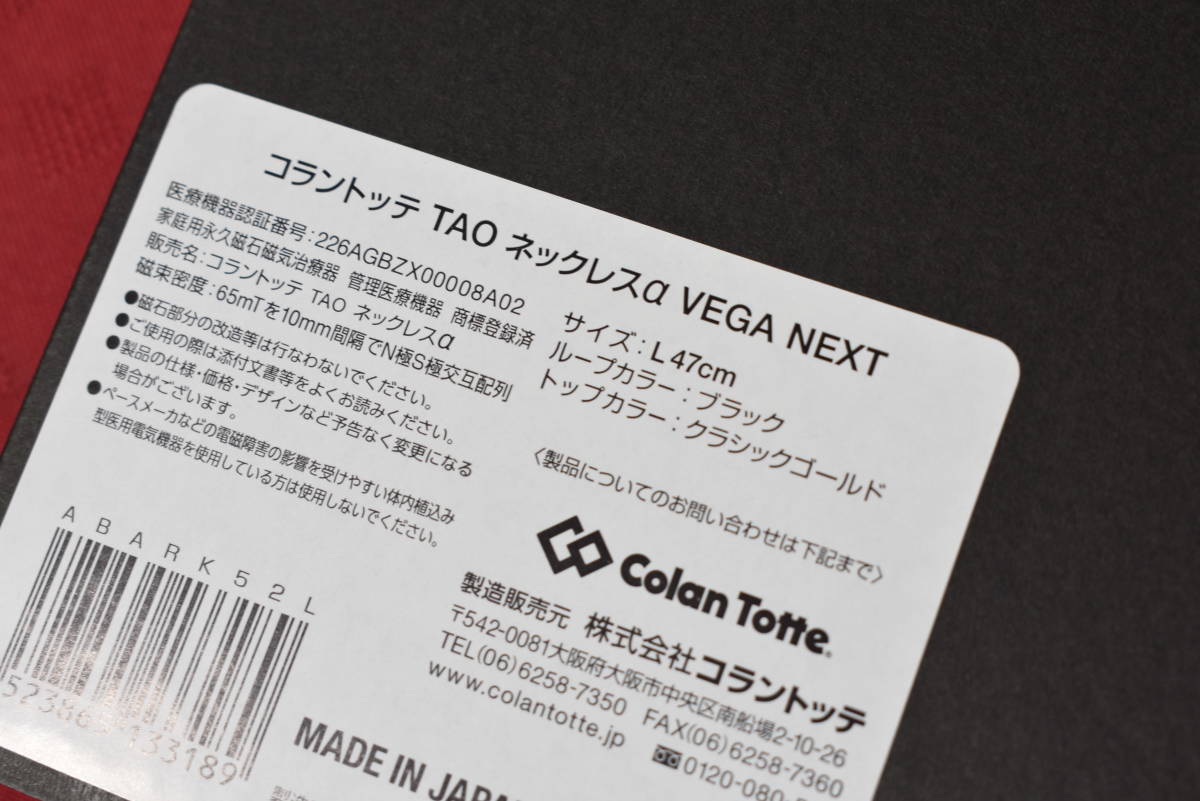 コラントッテ TAO ネックレスα VEGA NEXT
医療機器認証番号:226AGBZX00008A02
家庭用永久磁石磁気治療器 管理医療機器 商標登録済
販売名:コラントッテ TAO ネックレスα
磁束密度:65mTを10mm間隔でN極S極交互配列
●磁石部分の改造等は行なわないでください。
●ご使用の際は添付文書等をよくお読みください。
●製品の仕様・価格・デザインなど予告なく変更になる
場合がございます。
●ペースメーカなどの電磁障害の影響を受けやすい体内植込み
型医用電気機器を使用している方は使用しないでください。
サイズ:L 47cm
ループカラー:ブラック
トップカラー:クラシックゴールド
〈製品についてのお問い合わせは下記まで〉
Colan Totte
製造販売元 株式会社コラントッテ
〒542-0081大阪府大阪市中央区南船場2-10-26
TEL(06)6258-7350 FAX(06)6258-7360
www.colantotte.jp
0120-080-
ABARK52L
133189
MADE IN JAPAN